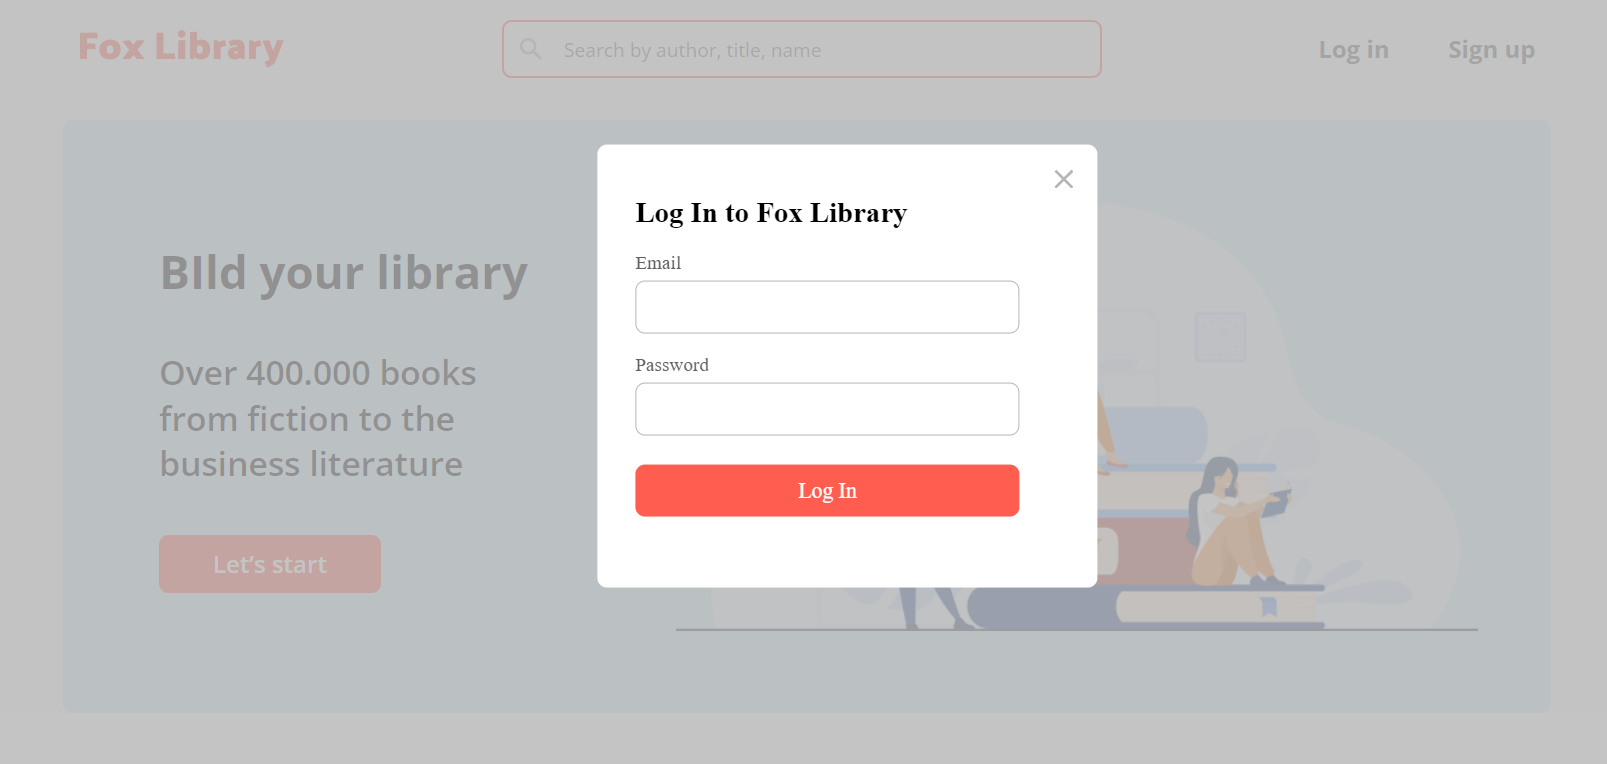 Fox Library
Search by author, title, name
Log in
Sign up
BIld your library
Over 400.000 books
from fiction to the
business literature
Let's start
Log In to Fox Library
Email
Password
Log In